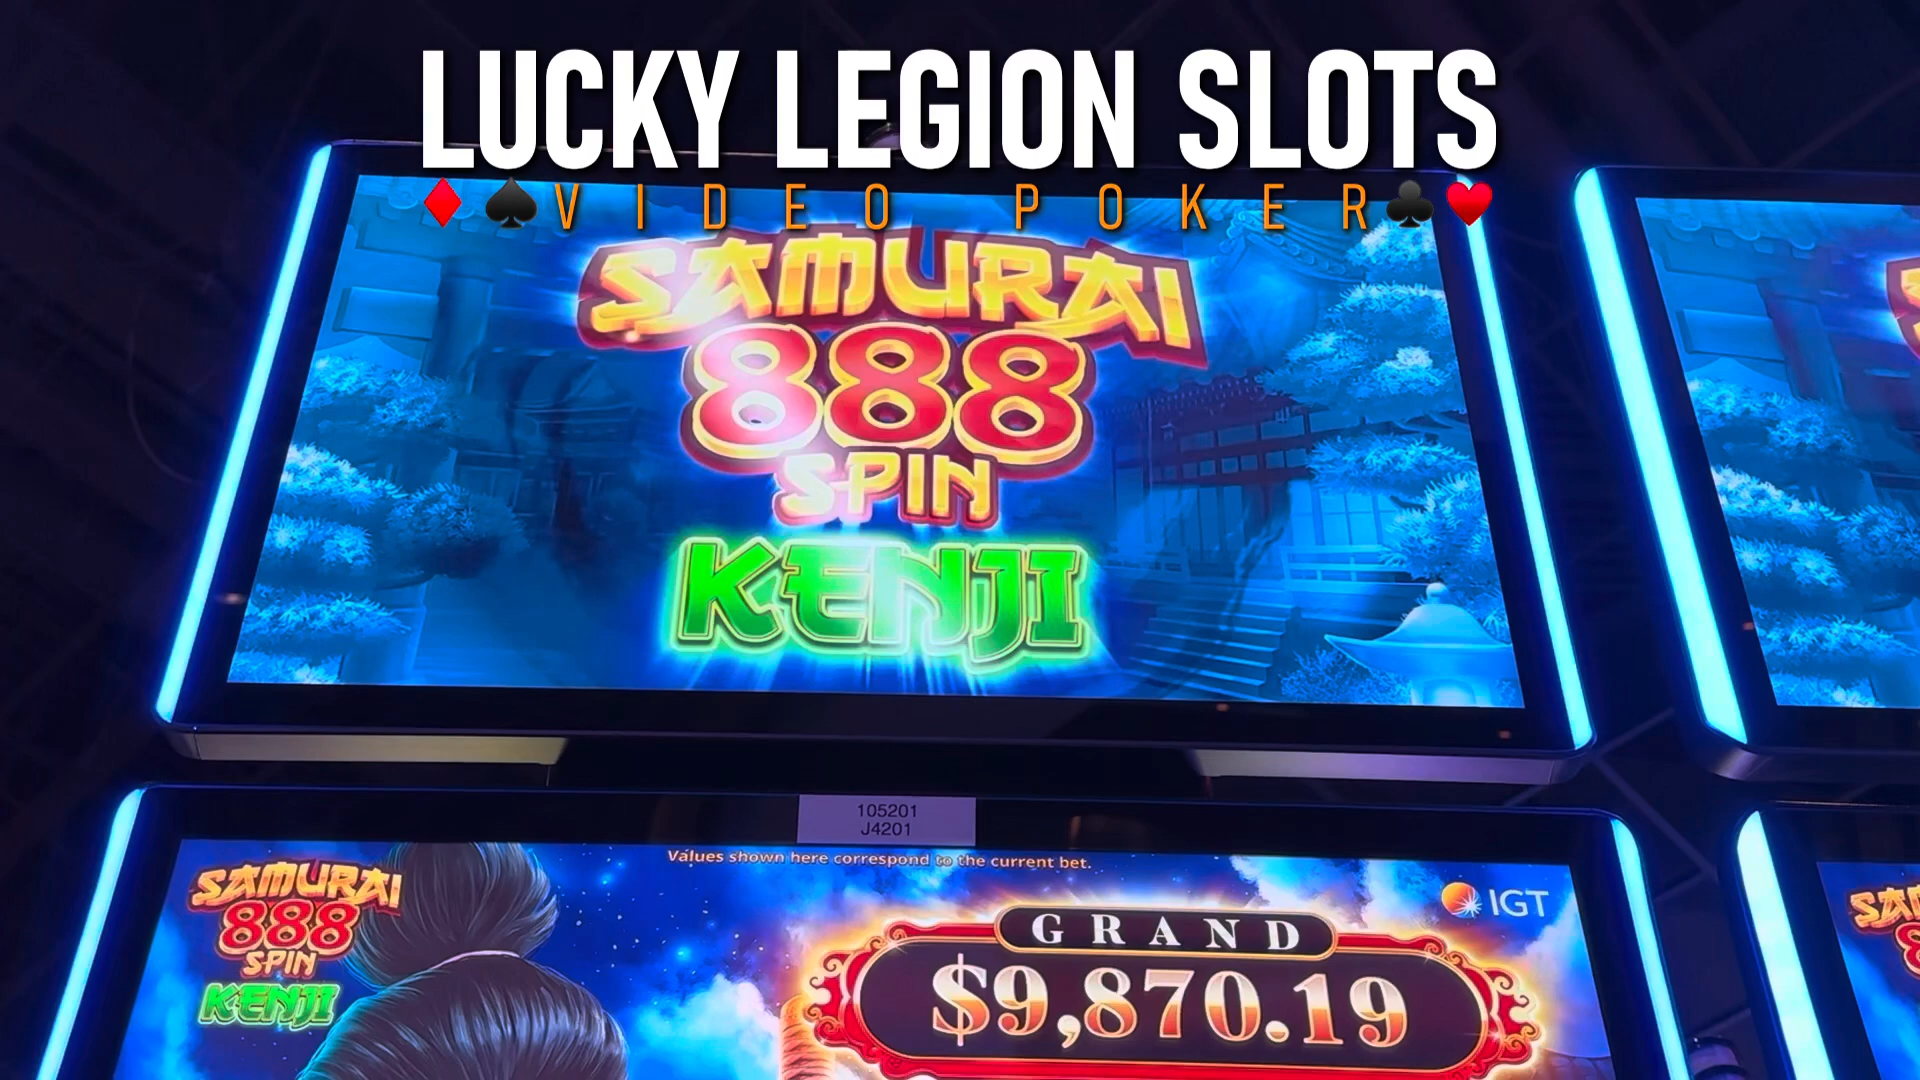 LUCKY LEGION SLOTS
♦️♠️VIDEO POKER♣️♥️
SAMURAI
888
SPIN
KENJI
105201
J4201
Values shown here correspond to the current bet.
SAMURAI
888
SPIN
KENJI
IGT
GRAND
$9,870.19